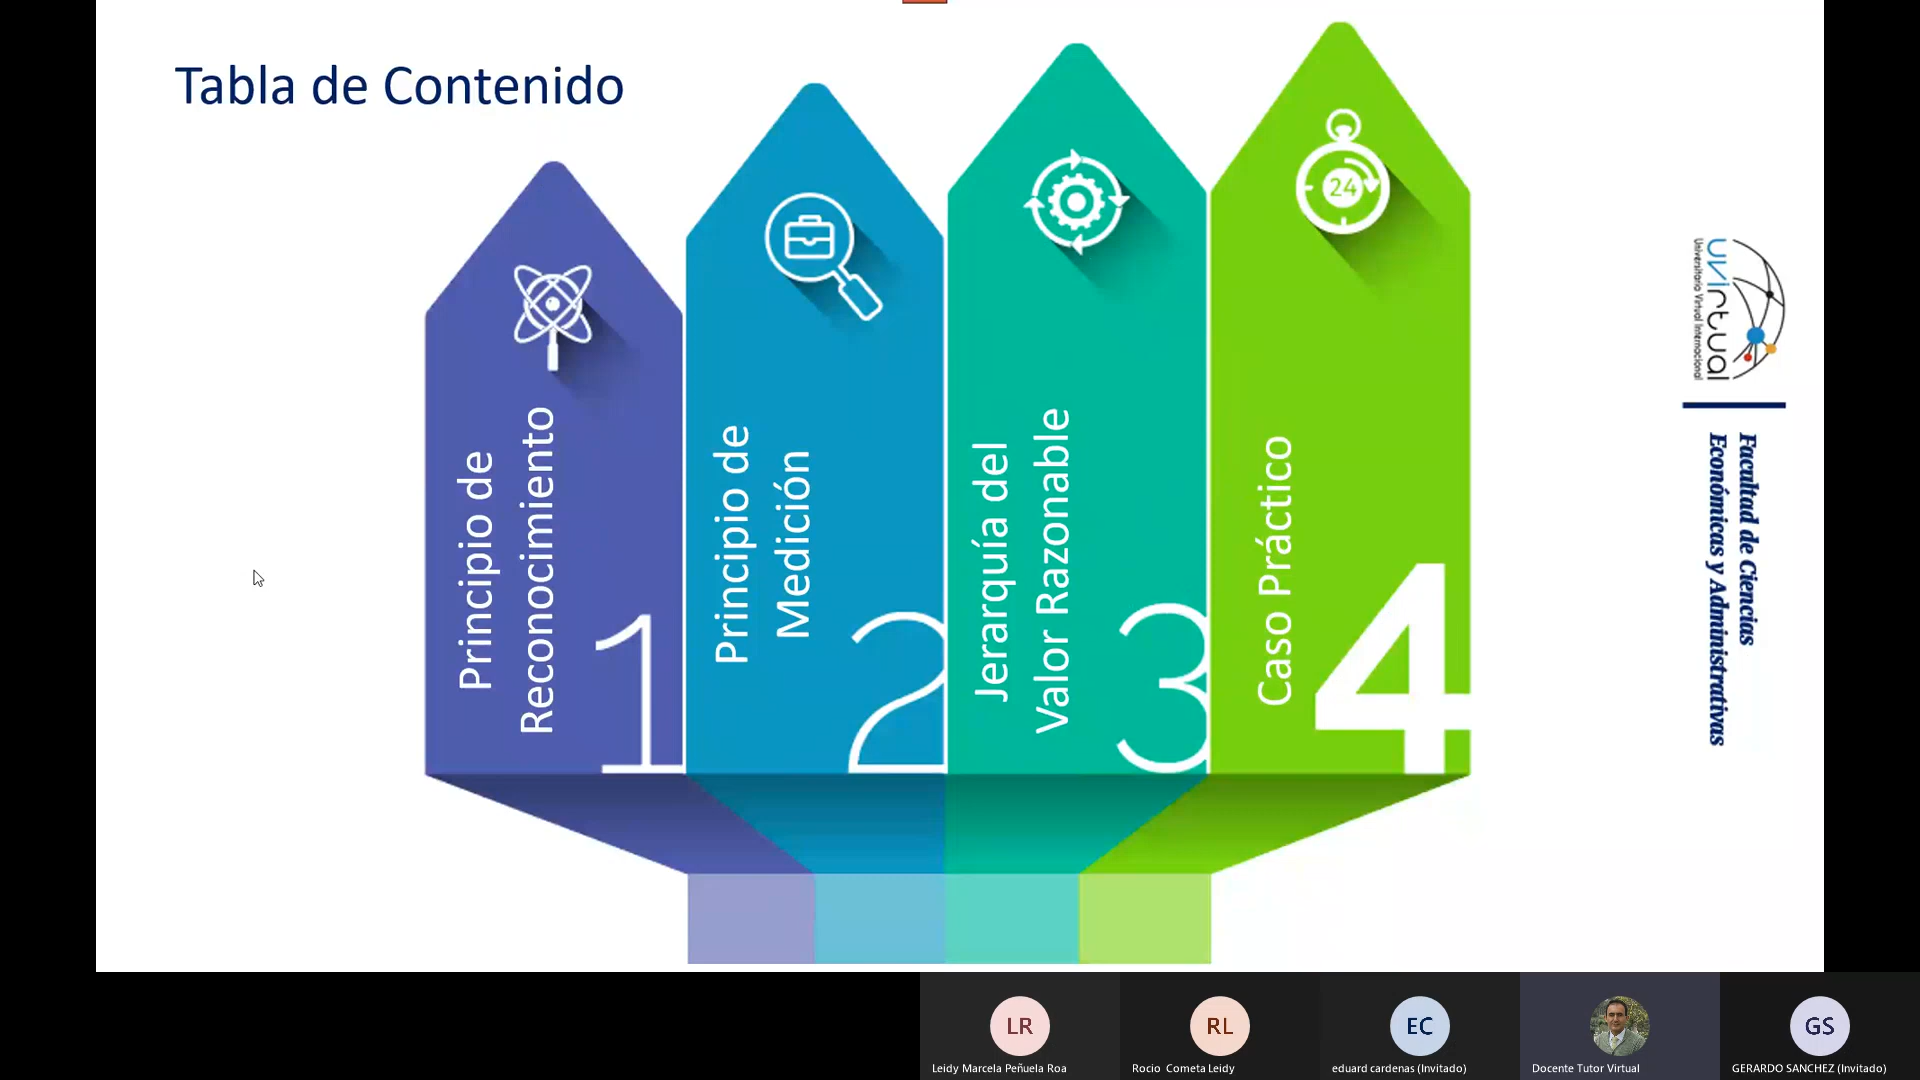 Tabla de Contenido
Principio de
Reconocimiento
1
Principio de
Medición
2
Jerarquía del
Valor Razonable
3
24
Caso Práctico
4
uvirtual
Universitaria Virtual Internacional
Facultad de Ciencias
Económicas y Administrativas
LR
Leidy Marcela Peñuela Roa
RL
Rocio Cometa Leidy
EC
eduard cardenas (Invitado)
Docente Tutor Virtual
GS
GERARDO SANCHEZ (Invitado)